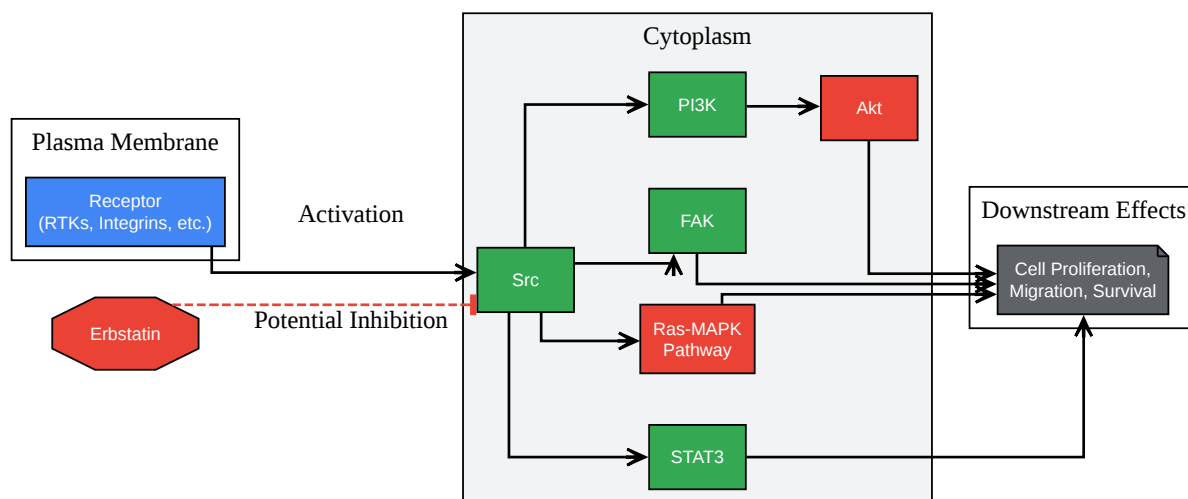 Cytoplasm
PI3K
Akt
Plasma Membrane
Receptor
(RTKs, Integrins, etc.)
Activation
FAK
Downstream Effects
Src
Cell Proliferation,
Migration, Survival
Erbstatin
Potential Inhibition
Ras-MAPK
Pathway
STAT3